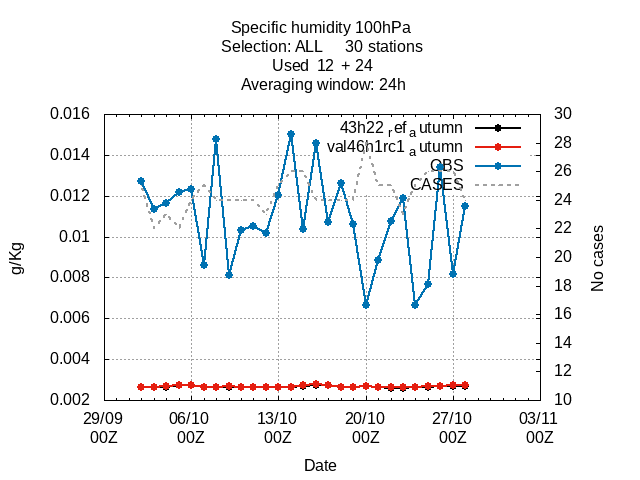 Specific humidity 100hPa
Selection: ALL 30 stations
Used 12 + 24
Averaging window: 24h
0.016
0.014
0.012
0.01
0.008
0.006
0.004
0.002
g/Kg
43h22_ref_autumn
val46h1rc1_autumn
OBS
CASES
30
28
26
24
22
20
18
16
14
12
10
No cases
29/09 06/10 13/10 20/10 27/10 03/11
00Z 00Z 00Z 00Z 00Z 00Z
Date